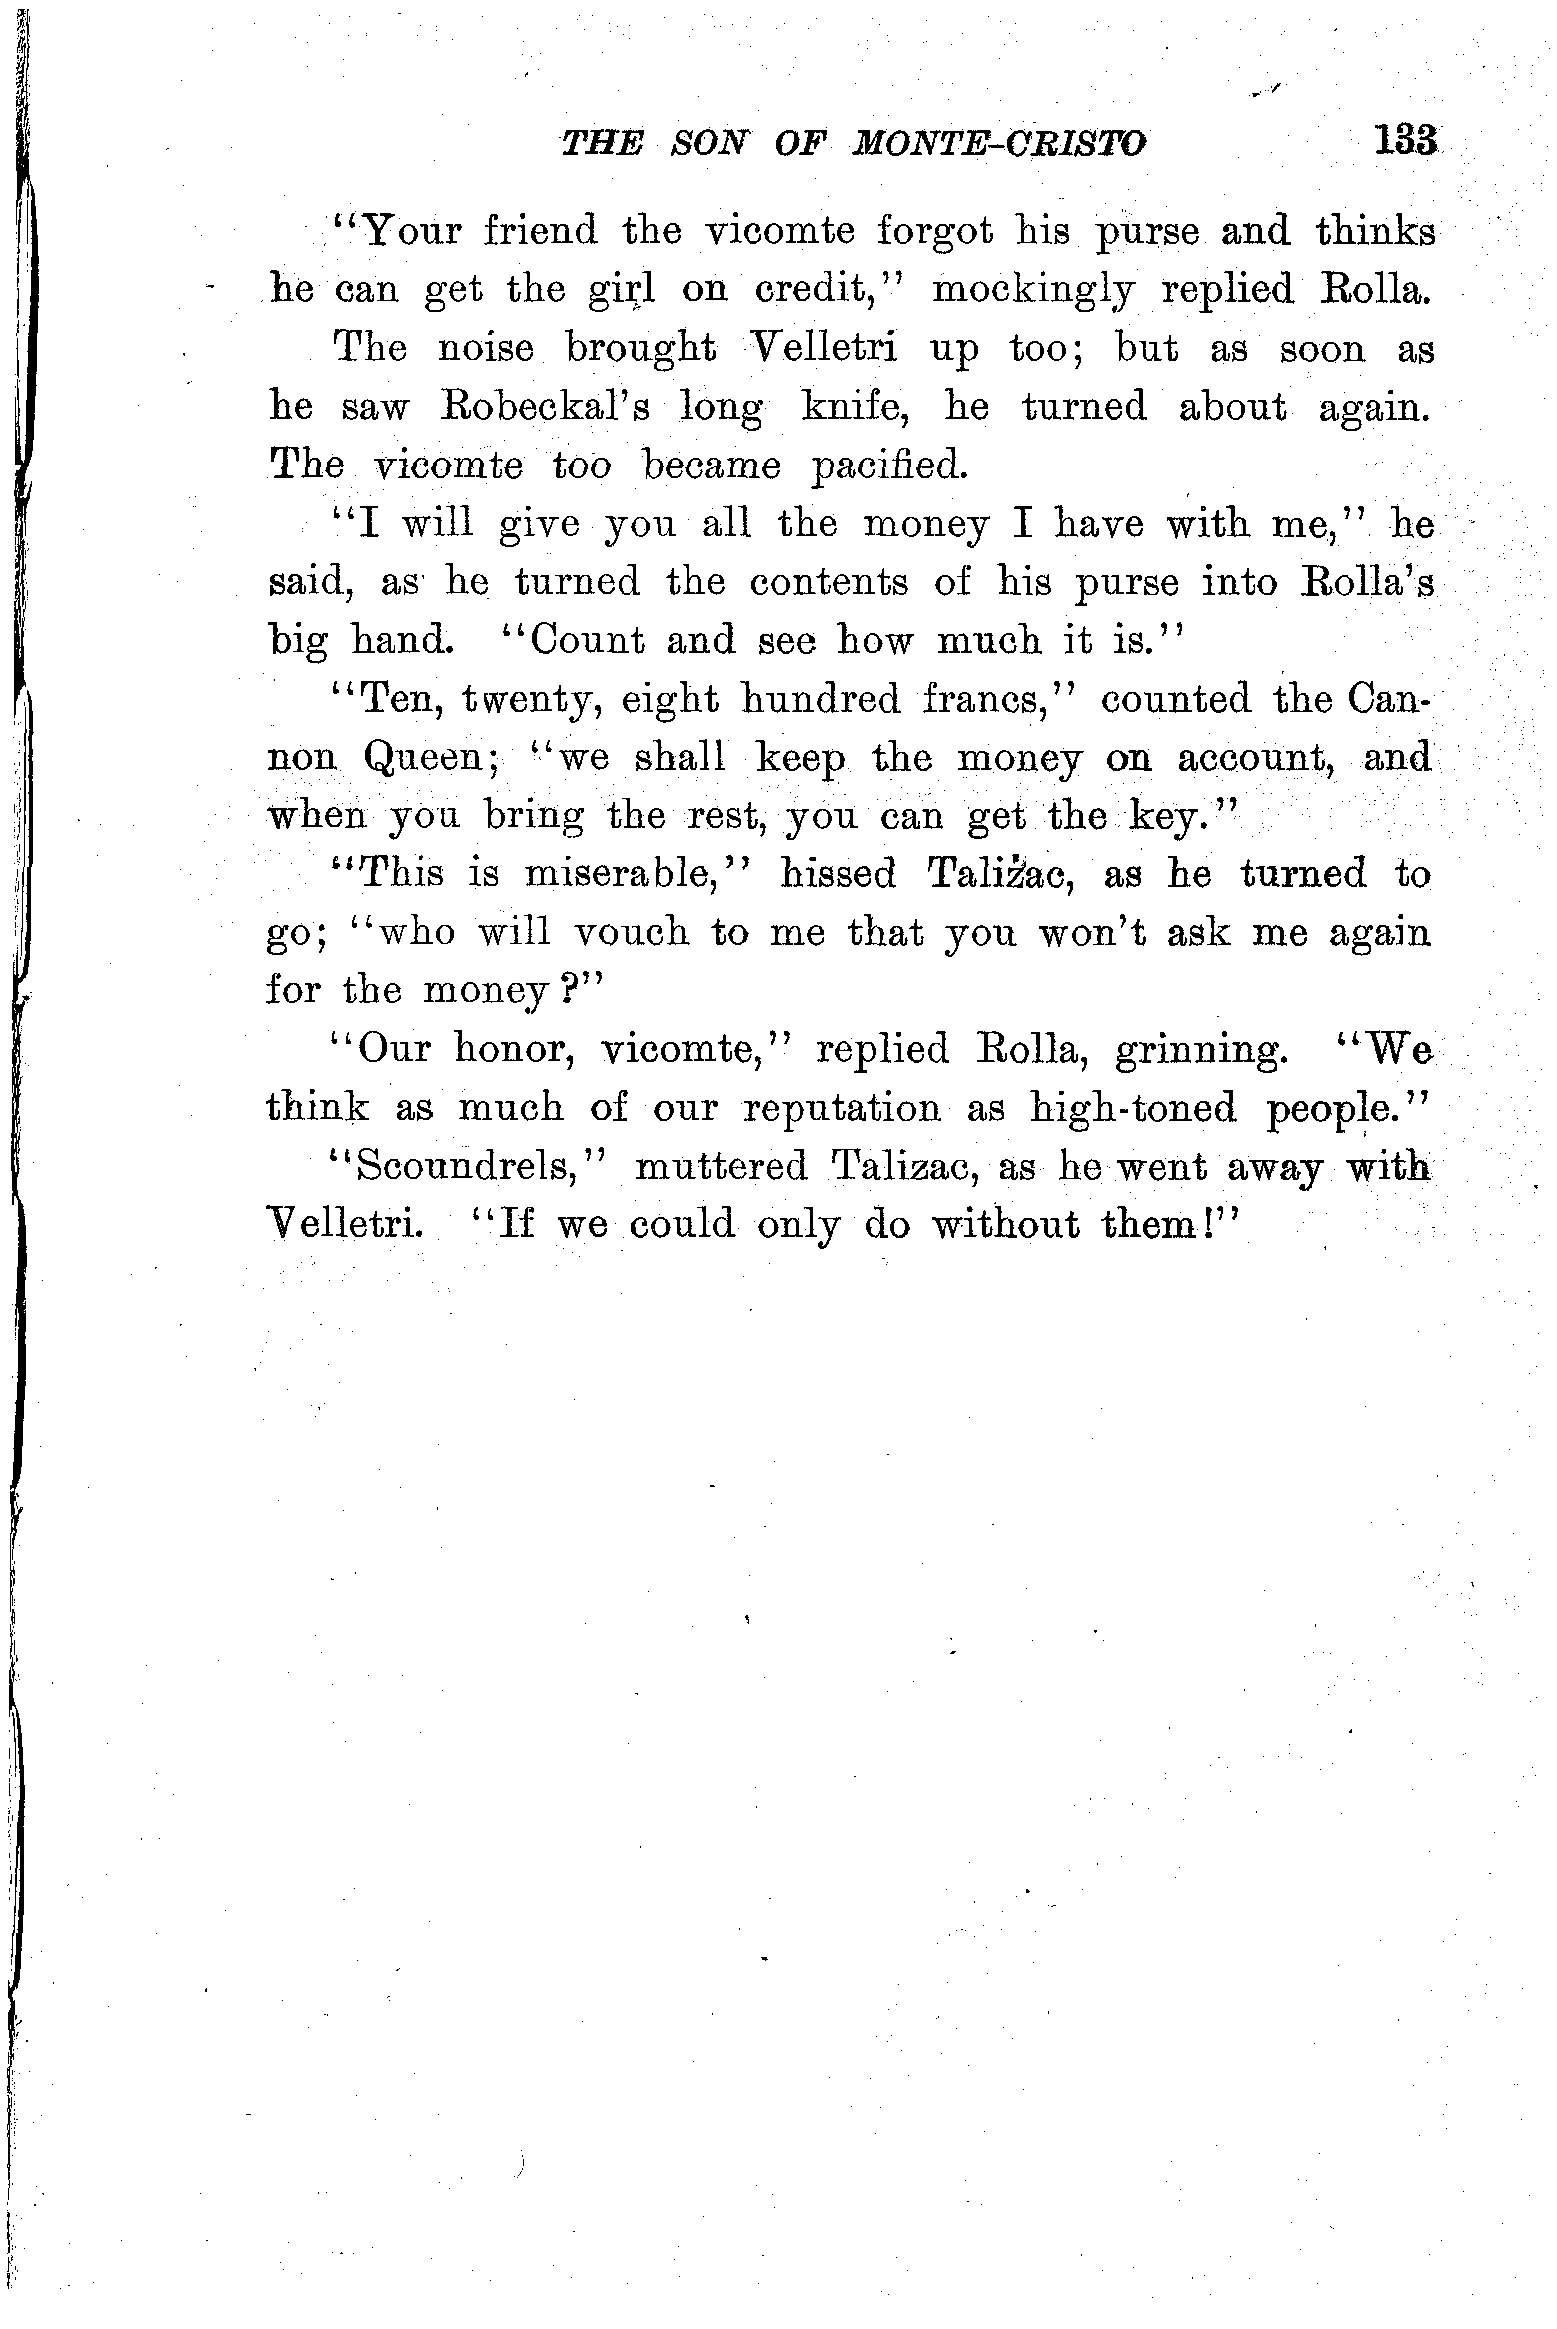 THE SON OF MONTE-CRISTO 133
"Your friend the vicomte forgot his purse and thinks
he can get the girl on credit," mockingly replied Rolla.
The noise brought Velletri up too; but as soon as
he saw Robeckal's long knife, he turned about again.
The vicomte too became pacified.
"I will give you all the money I have with me," he
said, as he turned the contents of his purse into Rolla's
big hand. "Count and see how much it is."
"Ten, twenty, eight hundred francs," counted the Can-
non Queen; "we shall keep the money on account, and
when you bring the rest, you can get the key."
"This is miserable," hissed Talizac, as he turned to
go; "who will vouch to me that you won't ask me again
for the money?"
"Our honor, vicomte," replied Rolla, grinning. "We
think as much of our reputation as high-toned people."
"Scoundrels," muttered Talizac, as he went away with
Velletri. "If we could only do without them!"